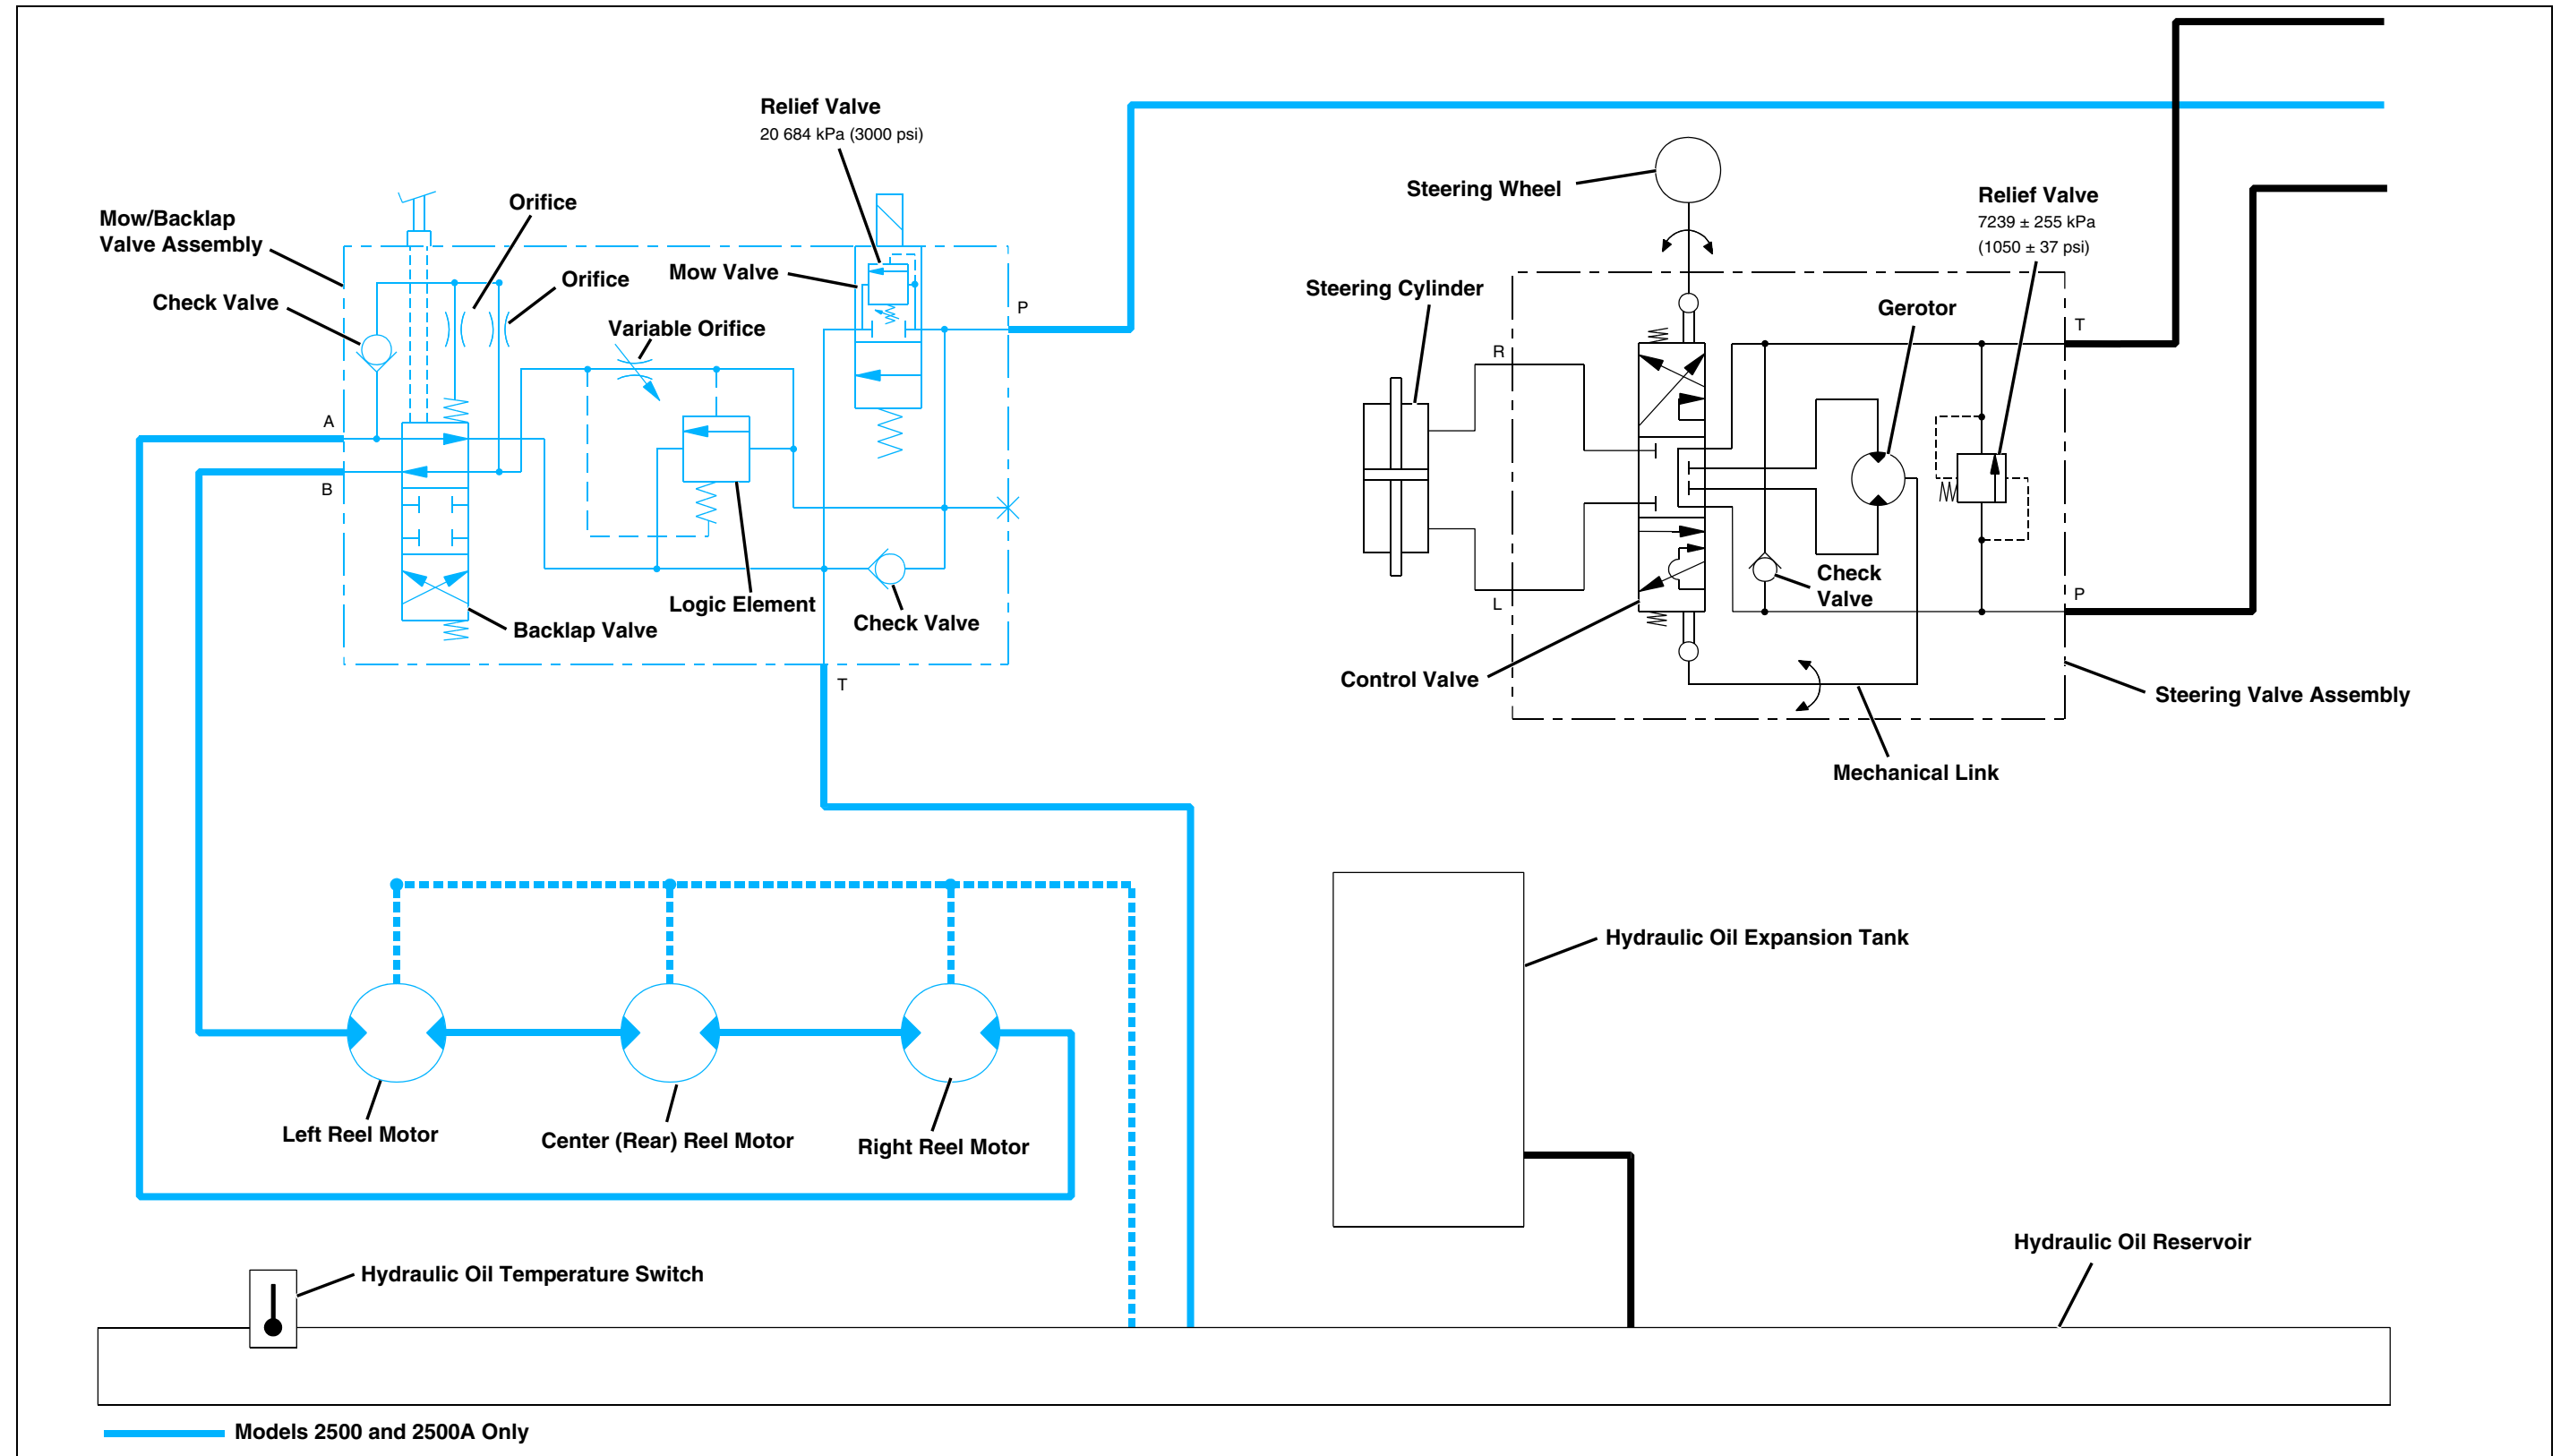 Relief Valve
20 684 kPa (3000 psi)
Mow/Backlap
Valve Assembly
Orifice
Orifice
Check Valve
Mow Valve
Variable Orifice
P
A
B
Logic Element
Backlap Valve
Check Valve
T
Steering Wheel
Relief Valve
7239 ± 255 kPa
(1050 ± 37 psi)
Steering Cylinder
Gerotor
T
R
Check
Valve
L
P
Control Valve
Steering Valve Assembly
Mechanical Link
Left Reel Motor
Center (Rear) Reel Motor
Right Reel Motor
Hydraulic Oil Expansion Tank
Hydraulic Oil Reservoir
Hydraulic Oil Temperature Switch
Models 2500 and 2500A Only